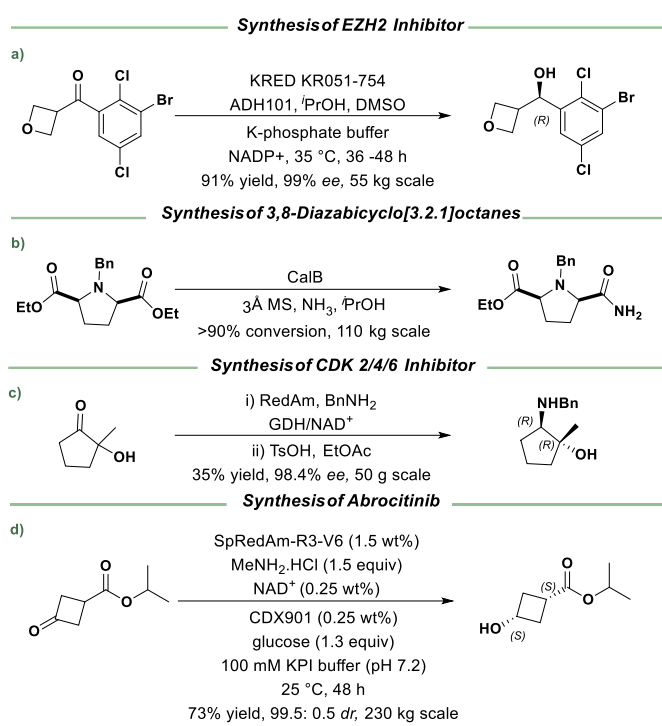 Synthesis of EZH2 Inhibitor
a)
O
Cl
Br
O
Cl
KRED KR051-754
ADH101, iPrOH, DMSO
K-phosphate buffer
NADP+, 35 °C, 36 -48 h
91% yield, 99% ee, 55 kg scale
OH
Cl
Br
(R)
O
Cl
Synthesis of 3,8-Diazabicyclo[3.2.1]octanes
b)
Bn
O
N
O
EtO
OEt
CalB
3Å MS, NH3, iPrOH
>90% conversion, 110 kg scale
Bn
O
N
O
EtO
NH2
Synthesis of CDK 2/4/6 Inhibitor
c)
O
OH
i) RedAm, BnNH2
GDH/NAD+
ii) TsOH, EtOAc
35% yield, 98.4% ee, 50 g scale
NHBn
(R)
(R)
OH
Synthesis of Abrocitinib
d)
O
O
O
SpRedAm-R3-V6 (1.5 wt%)
MeNH2.HCl (1.5 equiv)
NAD+ (0.25 wt%)
CDX901 (0.25 wt%)
glucose (1.3 equiv)
100 mM KPI buffer (pH 7.2)
25 °C, 48 h
73% yield, 99.5: 0.5 dr, 230 kg scale
O
(S)
O
HO
(S)